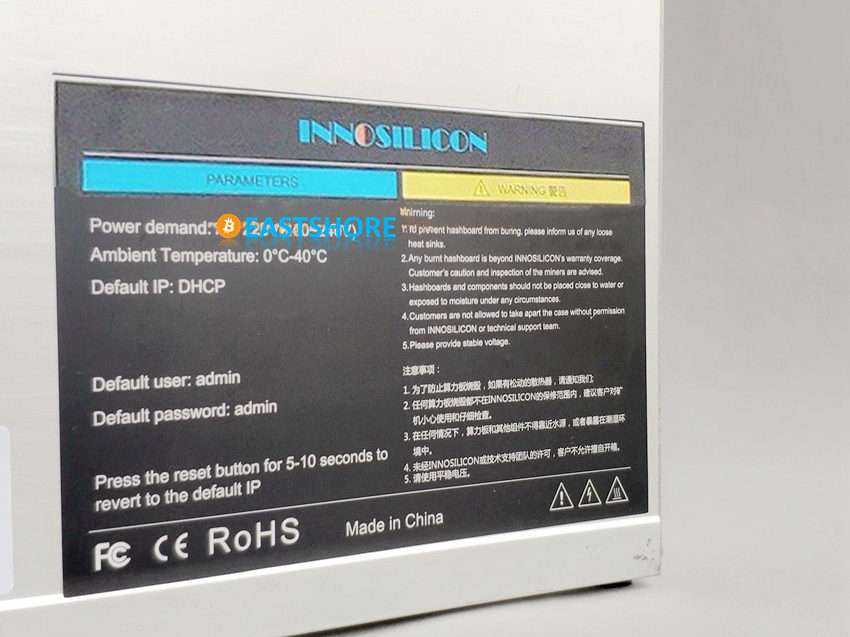 INNOSILICON
PARAMETERS
Power demand:
EASTSHORE
Ambient Temperature: 0°C-40°C
Default IP: DHCP
Default user: admin
Default password: admin
Press the reset button for 5-10 seconds to
revert to the default IP
WARNING 警告
Warning:
1. To prevent hashboard from buring, please inform us of any loose
heat sinks.
2.Any burnt hashboard is beyond INNOSILICON's warranty coverage.
Customer's caution and inspection of the miners are advised.
3.Hashboards and components should not be placed close to water or
exposed to moisture under any circumstances.
4.Customers are not allowed to take apart the case without permission
from INNOSILICON or technical support team.
5.Please provide stable voltage.
注意事项：
1. 为了防止算力板烧毁，如果有松动的散热器，请通知我们;
2. 任何算力板烧毁都不在INNOSILICON的保修范围内，建议客户对矿
机小心使用和仔细检查。
3. 在任何情况下，算力板和其他组件不得靠近水源，或者暴露在潮湿环
境中。
4. 未经INNOSILICON或技术支持团队的许可，客户不允许擅自开箱。
5. 请使用平稳电压。
FC CE RoHS Made in China